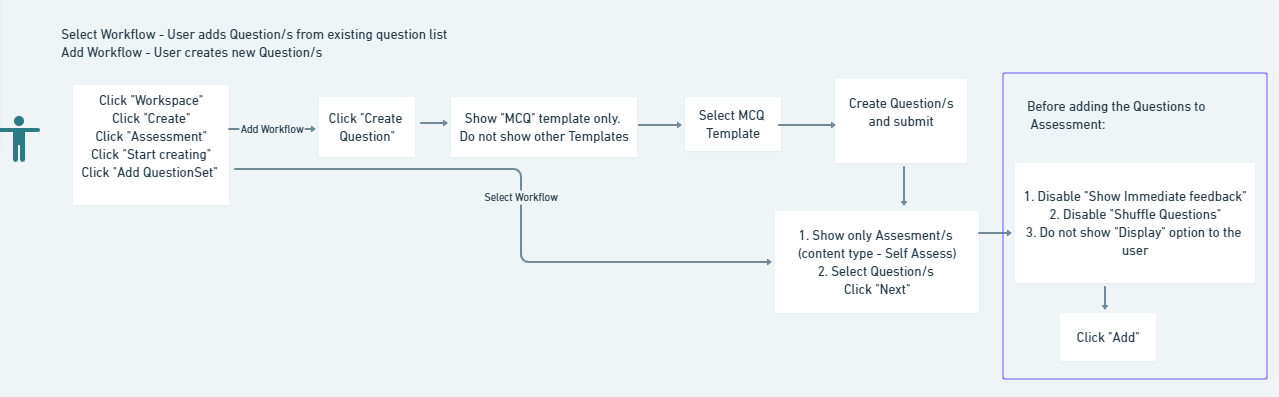 Select Workflow - User adds Question/s from existing question list
Add Workflow - User creates new Question/s
Click "Workspace"
Click "Create"
Click "Assessment"
Click "Start creating"
Click "Add QuestionSet"
Add Workflow
Click "Create
Question"
Show "MCQ" template only.
Do not show other Templates
Select MCQ
Template
Create Question/s
and submit
Select Workflow
1. Show only Assesment/s
(content type - Self Assess)
2. Select Question/s
Click "Next"
Before adding the Questions to
Assessment:
1. Disable "Show Immediate feedback"
2. Disable "Shuffle Questions"
3. Do not show "Display" option to the
user
Click "Add"